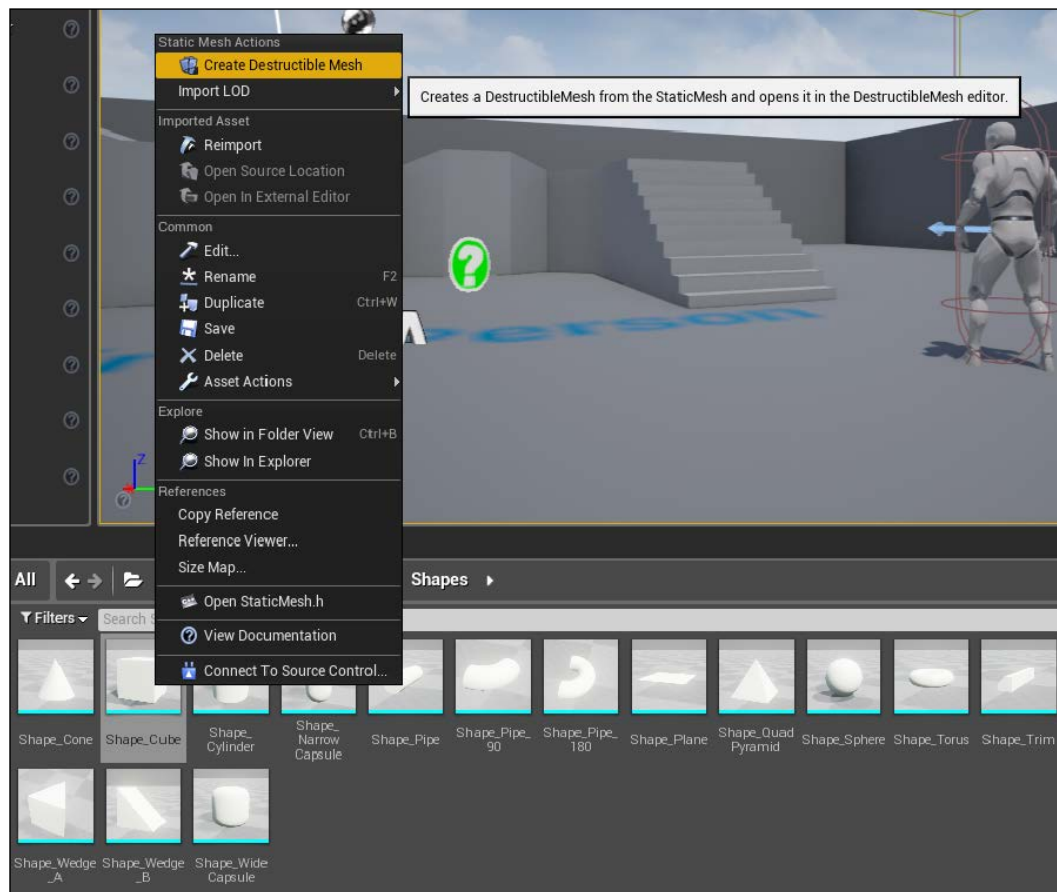 Static Mesh Actions
Create Destructible Mesh
Import LOD
Creates a DestructibleMesh from the StaticMesh and opens it in the DestructibleMesh editor.
Imported Asset
Reimport
Open Source Location
Open In External Editor
Common
Edit...
Rename F2
Duplicate Ctrl+W
Save
Delete Delete
Asset Actions
Explore
Show in Folder View Ctrl+B
Show In Explorer
References
Copy Reference
Reference Viewer...
Size Map...
Open StaticMesh.h
View Documentation
Connect To Source Control...
Z
All
Shapes
Filters
Search
Shape_Cone
Shape_Cube
Shape_
Cylinder
Shape_
Narrow
Capsule
Shape_Pipe
Shape_Pipe_
90
Shape_Pipe_
180
Shape_Plane
Shape_Quad
Pyramid
Shape_Sphere
Shape_Torus
Shape_Trim
Shape_Wedge
_A
Shape_Wedge
_B
Shape_Wide
Capsule